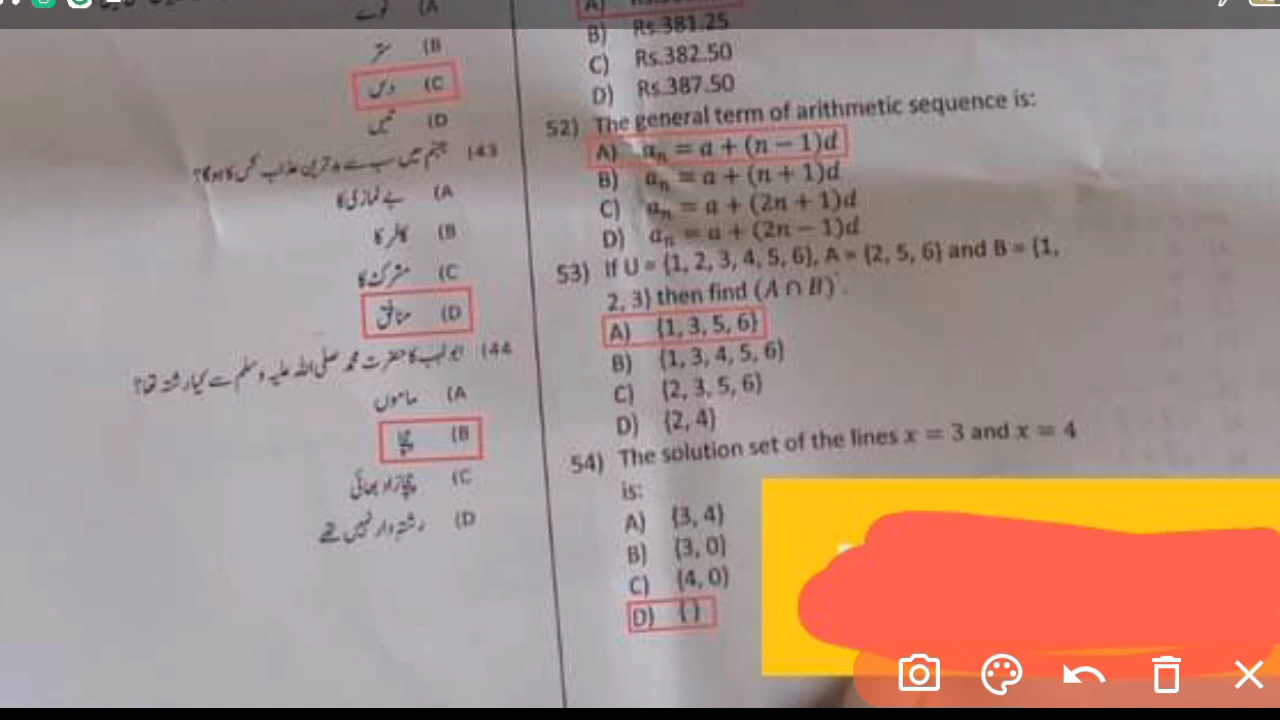 A) ٹوے
B) ستر
C) دس
D) تیس
143 جہنم میں سب سے بدترین عذاب کس کا ہوگا؟
A) بے نمازی کا
B) کافر کا
C) مشرک کا
D) منافق
144 ابو لہب کا حضرت محمد صلی اللہ علیہ وسلم سے کیا رشتہ تھا؟
A) ماموں
B) چچا
C) چچازاد بھائی
D) رشتہ دار نہیں تھے
A)
B) Rs.381.25
C) Rs.382.50
D) Rs.387.50
52) The general term of arithmetic sequence is:
A) aₙ = a + (n − 1)d
B) aₙ = a + (n + 1)d
C) aₙ = a + (2n + 1)d
D) aₙ = a + (2n − 1)d
53) If U = {1, 2, 3, 4, 5, 6}, A = {2, 5, 6} and B = {1,
2, 3} then find (A ∩ B)'.
A) {1, 3, 5, 6}
B) {1, 3, 4, 5, 6}
C) {2, 3, 5, 6}
D) {2, 4}
54) The solution set of the lines x = 3 and x = 4
is:
A) {3, 4}
B) {3, 0}
C) {4, 0}
D) { }